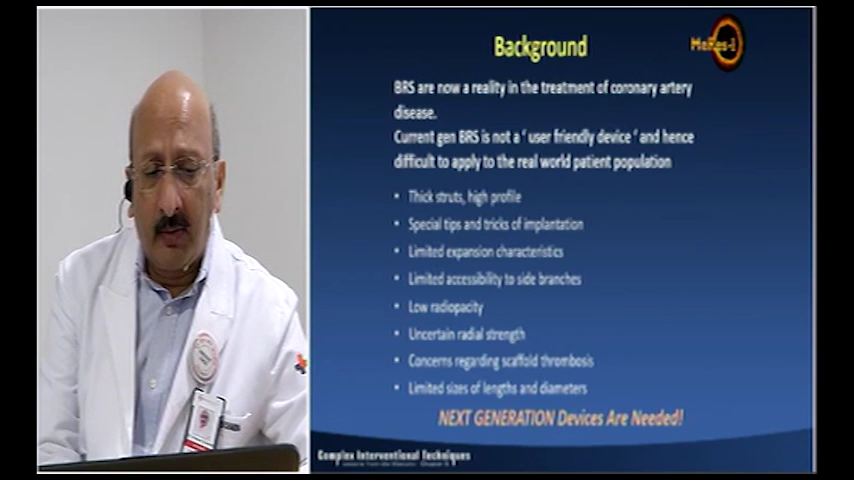 Background
MeRes-1
BRS are now a reality in the treatment of coronary artery
disease.
Current gen BRS is not a ‘ user friendly device ’ and hence
difficult to apply to the real world patient population
• Thick struts, high profile
• Special tips and tricks of implantation
• Limited expansion characteristics
• Limited accessibility to side branches
• Low radiopacity
• Uncertain radial strength
• Concerns regarding scaffold thrombosis
• Limited sizes of lengths and diameters
NEXT GENERATION Devices Are Needed!
Complex Interventional Techniques